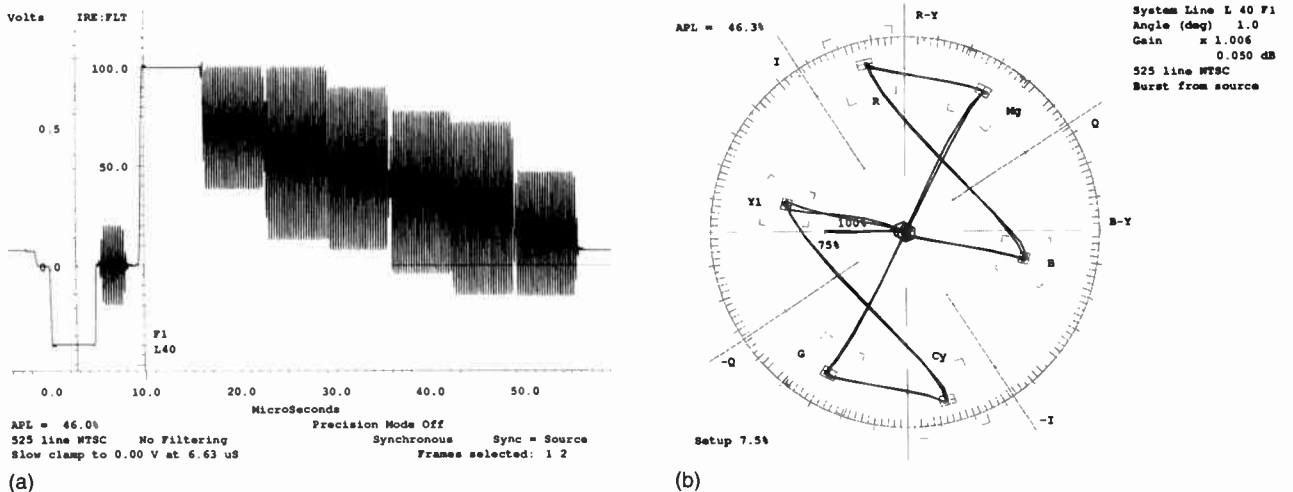 Volts IRE:FLT
100.0
0.5
50.0
0 0
F1
L40
0.0 10.0 20.0 30.0 40.0 50.0
MicroSeconds
APL = 46.0% Precision Mode Off
525 line NTSC No Filtering Synchronous Sync = Source
Slow clamp to 0.00 V at 6.63 uS Frames selected: 1 2
(a)
APL = 46.3%
R-Y
System Line L 40 F1
Angle (deg) 1.0
Gain x 1.006
0.050 dB
525 line NTSC
Burst from source
I
R
Mg
Q
Yl
100%
75%
B-Y
B
G
Cy
-Q
-I
Setup 7.5%
(b)